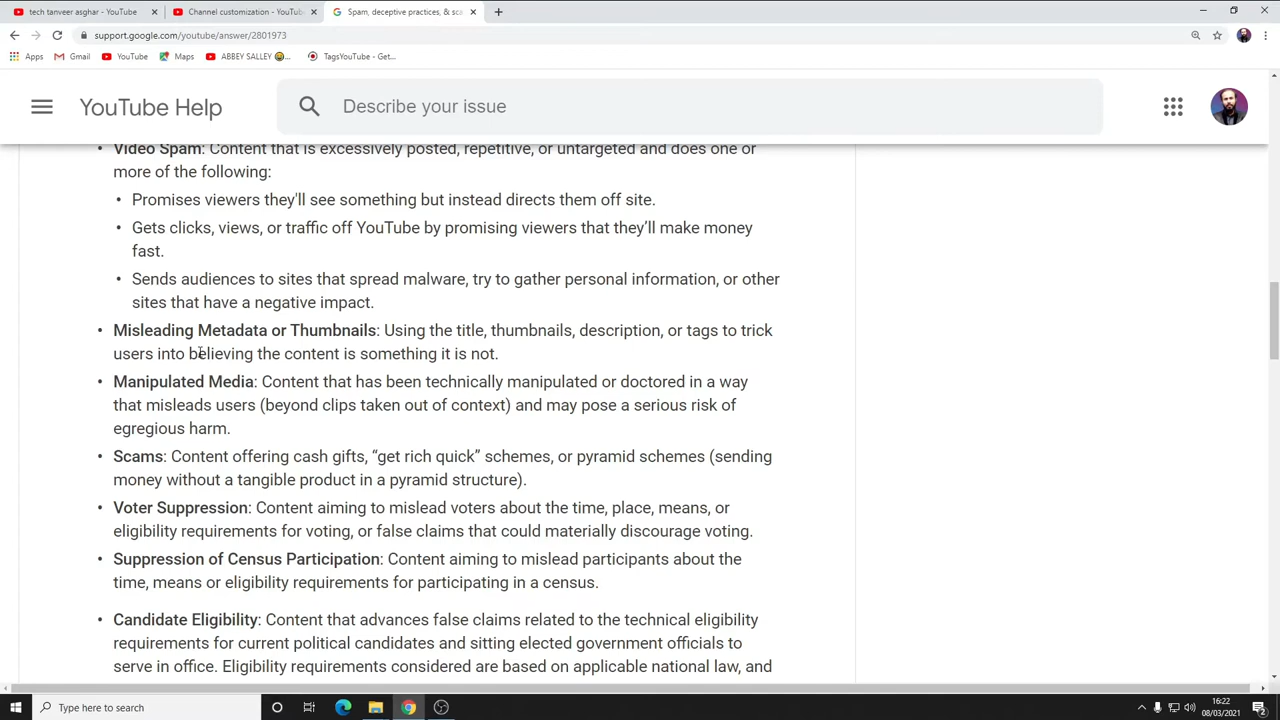 tech tanveer asghar - YouTube
Channel customization - YouTub
Spam, deceptive practices, & sca
support.google.com/youtube/answer/2801973
Apps
Gmail
YouTube
Maps
ABBEY SALLEY 😂...
TagsYouTube - Get...
YouTube Help
Describe your issue
Video Spam: Content that is excessively posted, repetitive, or untargeted and does one or
more of the following:
• Promises viewers they'll see something but instead directs them off site.
• Gets clicks, views, or traffic off YouTube by promising viewers that they’ll make money
fast.
• Sends audiences to sites that spread malware, try to gather personal information, or other
sites that have a negative impact.
• Misleading Metadata or Thumbnails: Using the title, thumbnails, description, or tags to trick
users into believing the content is something it is not.
• Manipulated Media: Content that has been technically manipulated or doctored in a way
that misleads users (beyond clips taken out of context) and may pose a serious risk of
egregious harm.
• Scams: Content offering cash gifts, “get rich quick” schemes, or pyramid schemes (sending
money without a tangible product in a pyramid structure).
• Voter Suppression: Content aiming to mislead voters about the time, place, means, or
eligibility requirements for voting, or false claims that could materially discourage voting.
• Suppression of Census Participation: Content aiming to mislead participants about the
time, means or eligibility requirements for participating in a census.
• Candidate Eligibility: Content that advances false claims related to the technical eligibility
requirements for current political candidates and sitting elected government officials to
serve in office. Eligibility requirements considered are based on applicable national law, and
Type here to search
16:22
08/03/2021
2